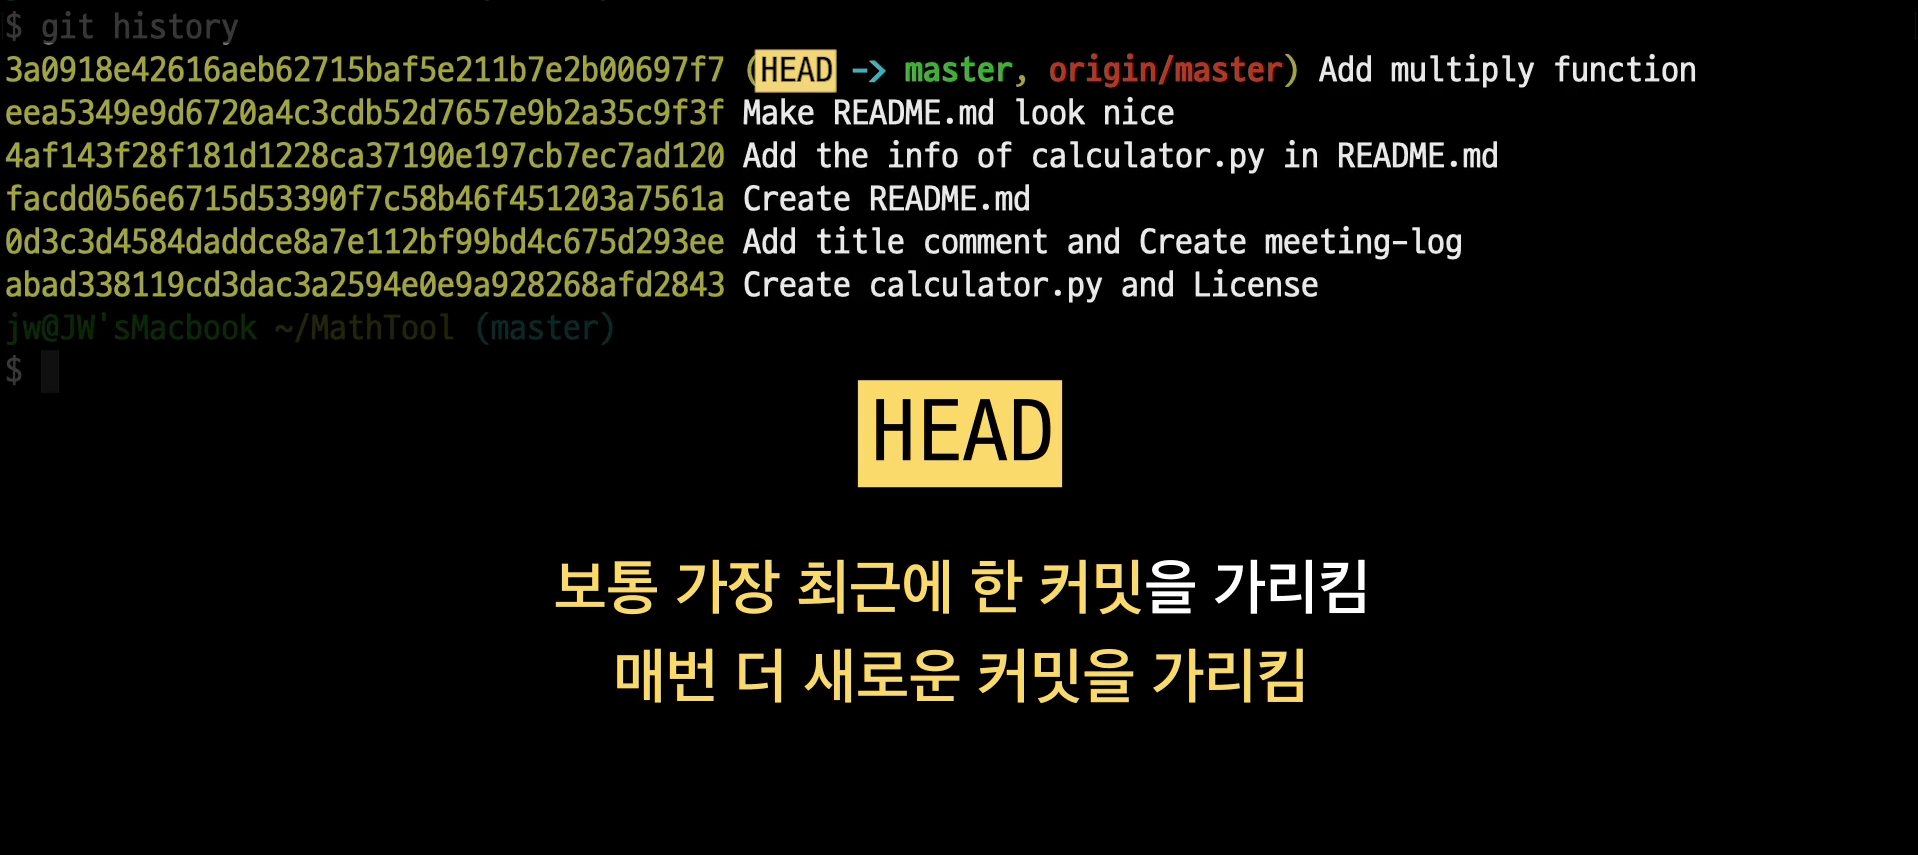 $ git history
3a0918e42616aeb62715baf5e211b7e2b00697f7 (HEAD -> master, origin/master) Add multiply function
eea5349e9d6720a4c3cdb52d7657e9b2a35c9f3f Make README.md look nice
4af143f28f181d1228ca37190e197cb7ec7ad120 Add the info of calculator.py in README.md
facdd056e6715d53390f7c58b46f451203a7561a Create README.md
0d3c3d4584daddce8a7e112bf99bd4c675d293ee Add title comment and Create meeting-log
abad338119cd3dac3a2594e0e9a928268afd2843 Create calculator.py and License
jw@JW'sMacbook ~/MathTool (master)
$
HEAD
보통 가장 최근에 한 커밋을 가리킴
매번 더 새로운 커밋을 가리킴